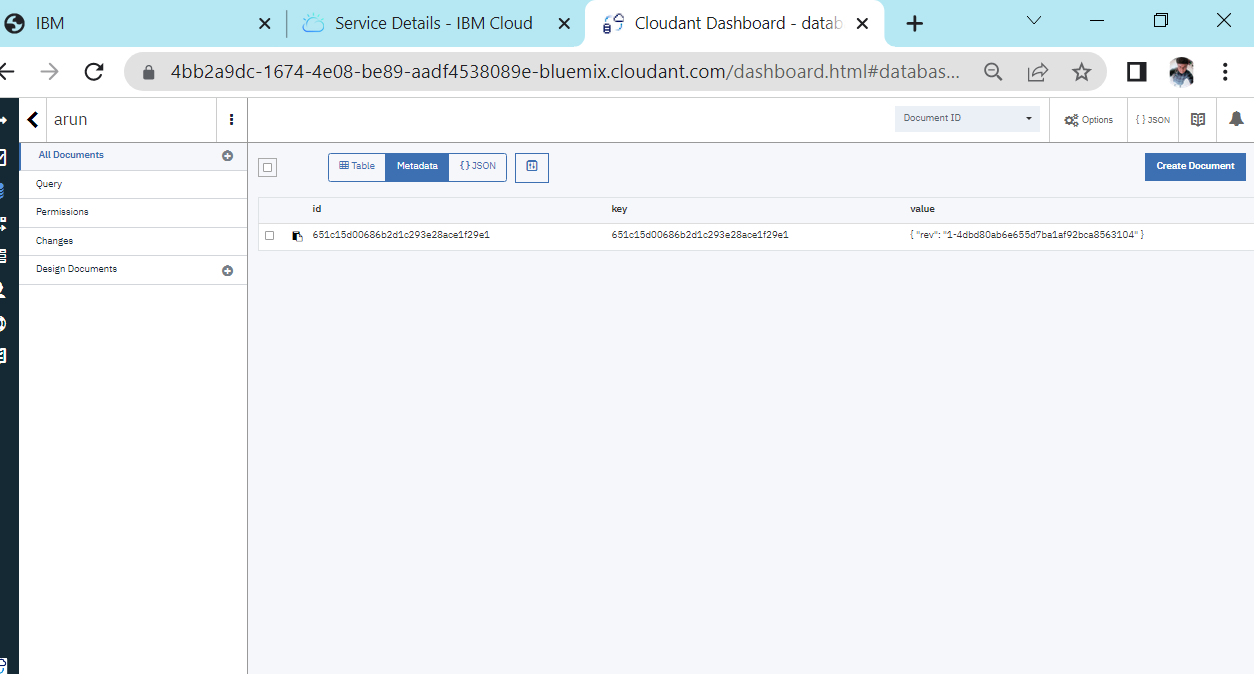 IBM
Service Details - IBM Cloud
Cloudant Dashboard - datab
4bb2a9dc-1674-4e08-be89-aadf4538089e-bluemix.cloudant.com/dashboard.html#databas...
arun
Document ID
Options
{ } JSON
All Documents
Table
Metadata
{ } JSON
Create Document
Query
Permissions
Changes
Design Documents
id key value
651c15d00686b2d1c293e28ace1f29e1 651c15d00686b2d1c293e28ace1f29e1 { "rev": "1-4dbd80ab6e655d7ba1af92bca8563104" }